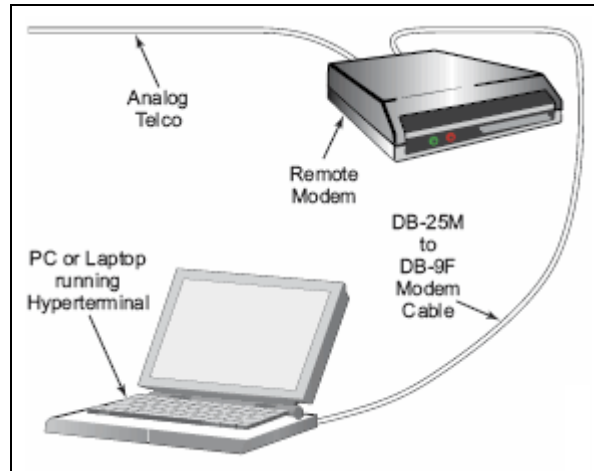 Analog
Telco
Remote
Modem
DB-25M
to
DB-9F
Modem
Cable
PC or Laptop
running
Hyperterminal